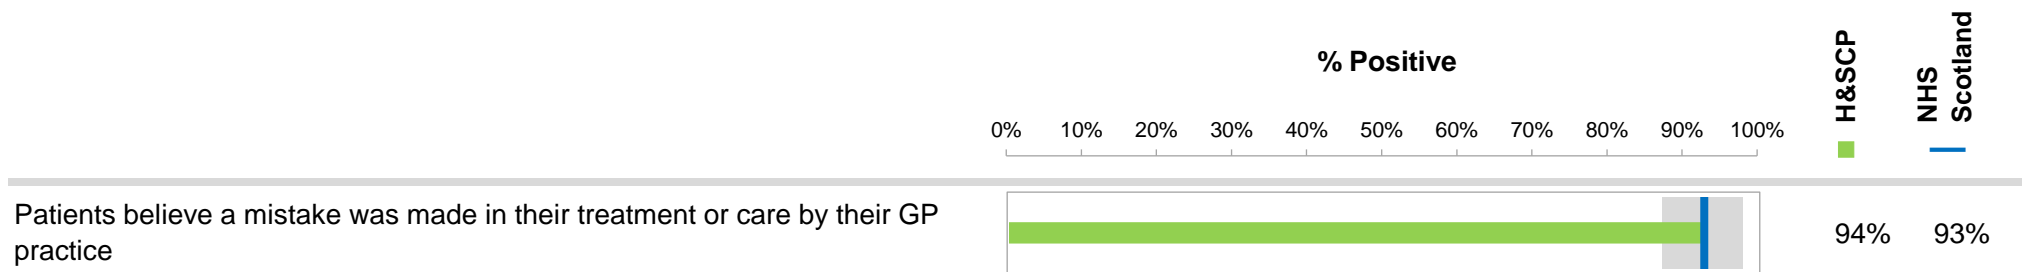 % Positive
H&SCP
NHS
Scotland
0% 10% 20% 30% 40% 50% 60% 70% 80% 90% 100%
Patients believe a mistake was made in their treatment or care by their GP
practice
94% 93%